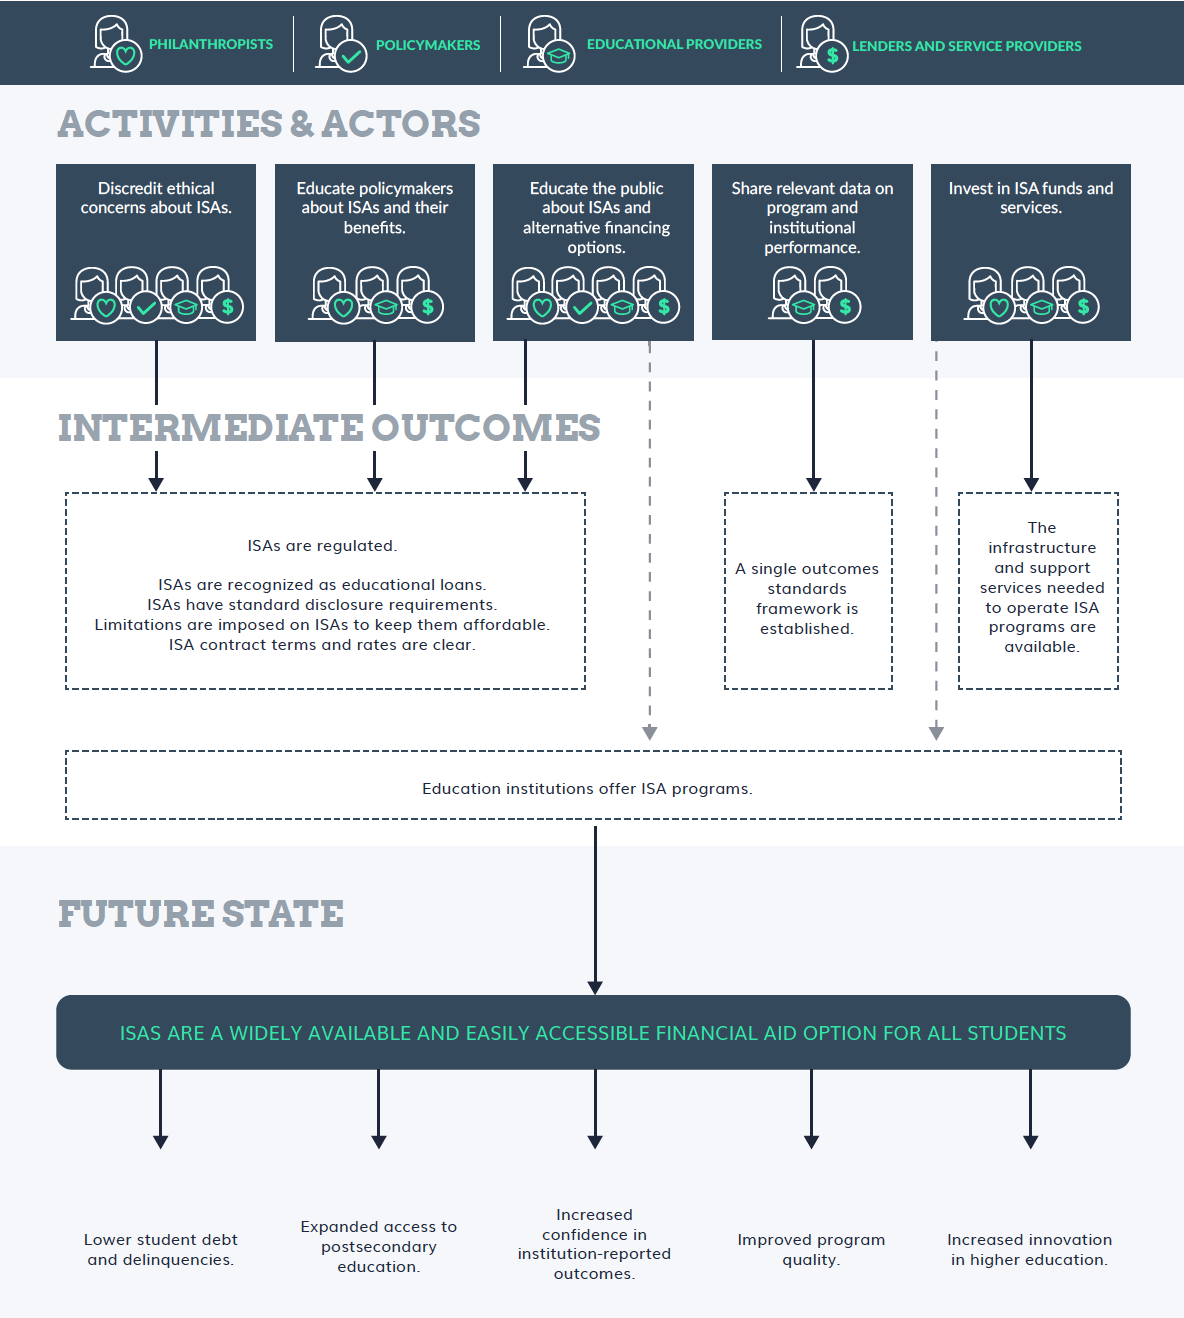 PHILANTHROPISTS
POLICYMAKERS
EDUCATIONAL PROVIDERS
LENDERS AND SERVICE PROVIDERS
ACTIVITIES & ACTORS
Discredit ethical
concerns about ISAs.
Educate policymakers
about ISAs and their
benefits.
Educate the public
about ISAs and
alternative financing
options.
Share relevant data on
program and
institutional
performance.
Invest in ISA funds and
services.
$
$
$
$
$
INTERMEDIATE OUTCOMES
ISAs are regulated.
ISAs are recognized as educational loans.
ISAs have standard disclosure requirements.
Limitations are imposed on ISAs to keep them affordable.
ISA contract terms and rates are clear.
A single outcomes
standards
framework is
established.
The
infrastructure
and support
services needed
to operate ISA
programs are
available.
Education institutions offer ISA programs.
FUTURE STATE
ISAS ARE A WIDELY AVAILABLE AND EASILY ACCESSIBLE FINANCIAL AID OPTION FOR ALL STUDENTS
Lower student debt
and delinquencies.
Expanded access to
postsecondary
education.
Increased
confidence in
institution-reported
outcomes.
Improved program
quality.
Increased innovation
in higher education.